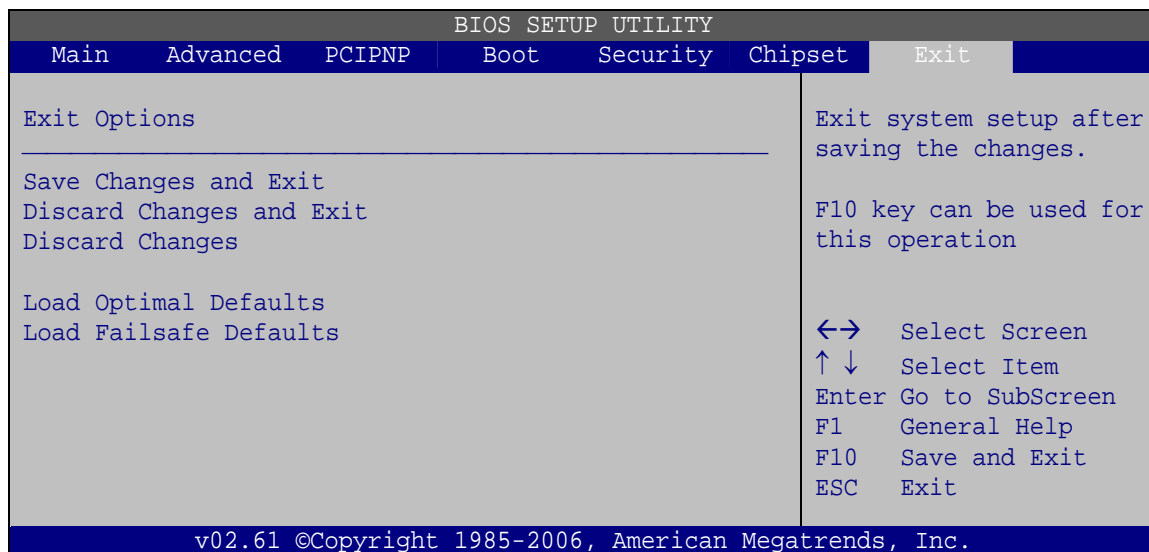 BIOS SETUP UTILITY
Main Advanced PCIPNP Boot Security Chipset Exit
Exit Options
Save Changes and Exit
Discard Changes and Exit
Discard Changes
Load Optimal Defaults
Load Failsafe Defaults
Exit system setup after
saving the changes.
F10 key can be used for
this operation
←→ Select Screen
↑ ↓ Select Item
Enter Go to SubScreen
F1 General Help
F10 Save and Exit
ESC Exit
v02.61 ©Copyright 1985-2006, American Megatrends, Inc.